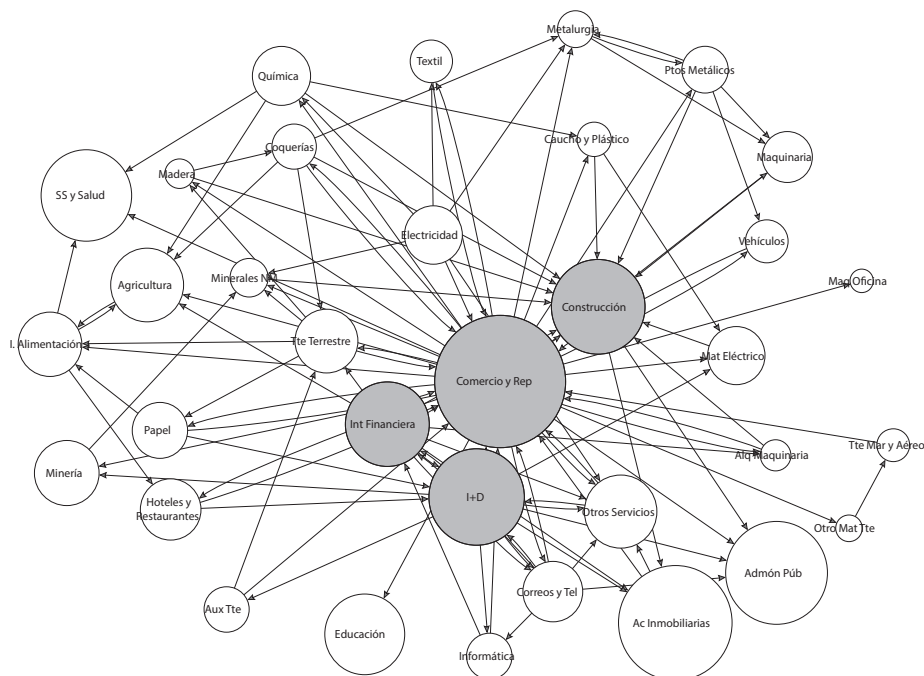 Metalurgia
Textil
Química
Ptos Metálicos
Caucho y Plástico
Coquerías
Maquinaria
Madera
SS y Salud
Electricidad
Vehículos
Minerales NM
Maq Oficina
Agricultura
Construcción
I. Alimentación
Tte Terrestre
Mat Eléctrico
Comercio y Rep
Int Financiera
Papel
Tte Mar y Aéreo
Alq Maquinaria
Minería
I+D
Hoteles y
Restaurantes
Otros Servicios
Otro Mat Tte
Admón Púb
Correos y Tel
Aux Tte
Ac Inmobiliarias
Educación
Informática